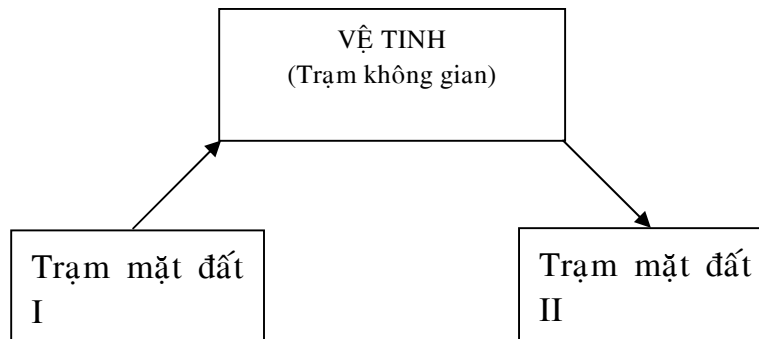 VỆ TINH
(Trạm không gian)
Trạm mặt đất
I
Trạm mặt đất
II